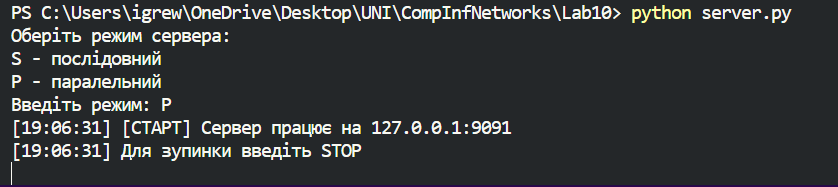 PS C:\Users\igrew\OneDrive\Desktop\UNI\CompInfNetworks\Lab10> python server.py
Оберіть режим сервера:
S - послідовний
P - паралельний
Введіть режим: P
[19:06:31] [СТАРТ] Сервер працює на 127.0.0.1:9091
[19:06:31] Для зупинки введіть STOP